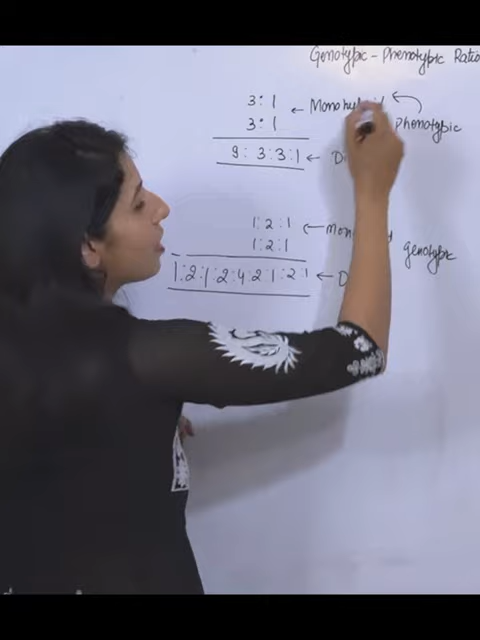 Genotypic - Phenotypic Ratio
3:1
3:1 ← Monohybrid
Phenotypic
9:3:3:1 ←
1:2:1
1:2:1 ←
genotypic
1:2:1:2:4:2:1:2:1 ←